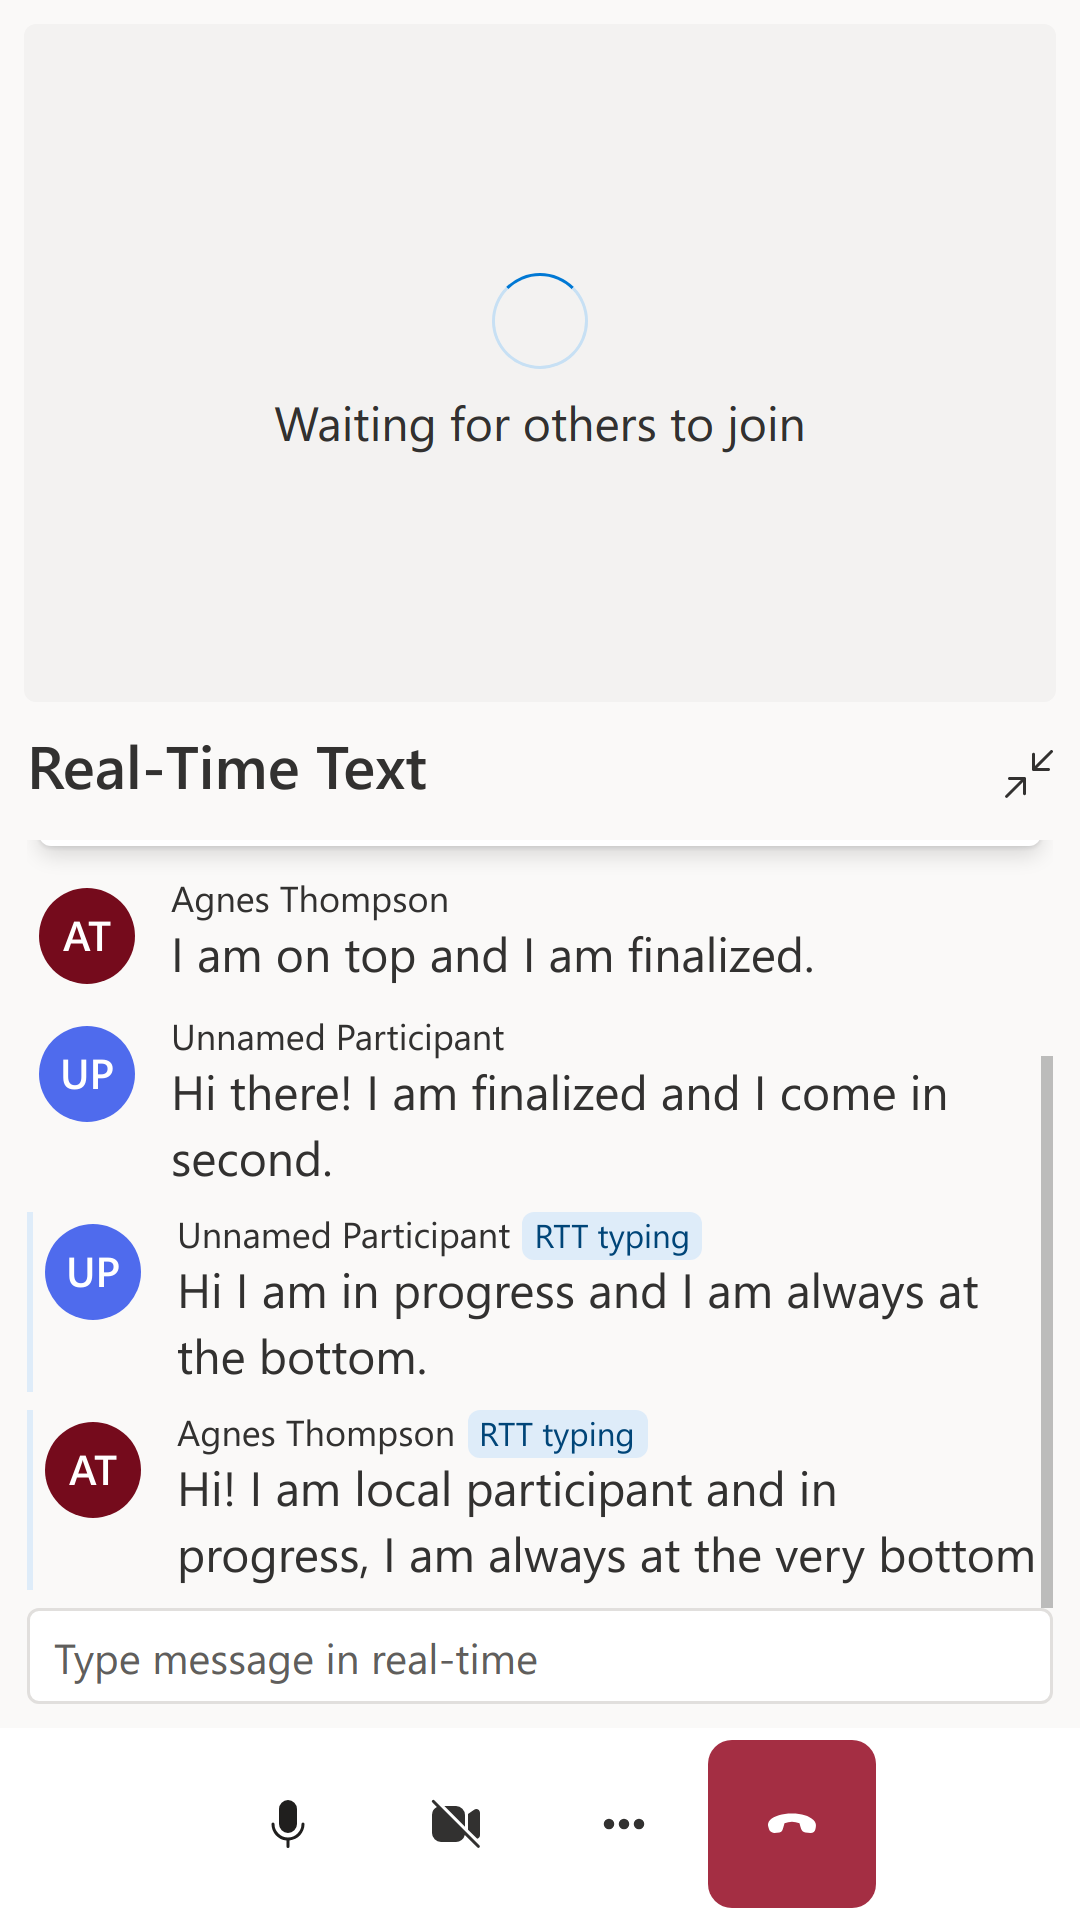 Waiting for others to join
Real-Time Text
AT
Agnes Thompson
I am on top and I am finalized.
UP
Unnamed Participant
Hi there! I am finalized and I come in
second.
UP
Unnamed Participant RTT typing
Hi I am in progress and I am always at
the bottom.
AT
Agnes Thompson RTT typing
Hi! I am local participant and in
progress, I am always at the very bottom
Type message in real-time